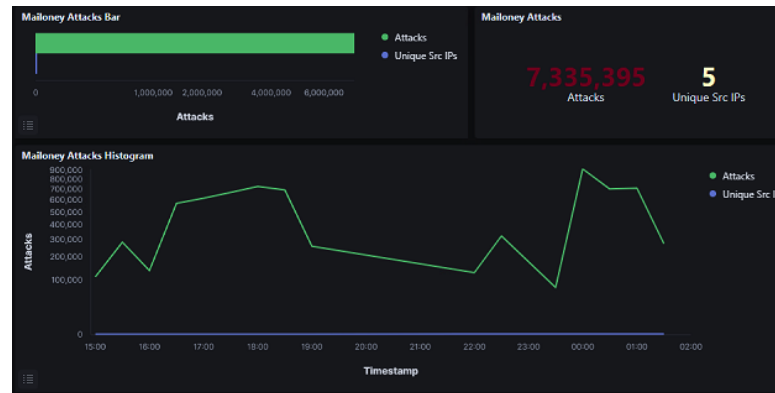 Mailoney Attacks Bar
Attacks
Unique Src IPs
0 1,000,000 2,000,000 4,000,000 6,000,000
Attacks
Mailoney Attacks
7,335,395 5
Attacks Unique Src IPs
Mailoney Attacks Histogram
900,000
800,000
700,000
600,000
500,000
400,000
300,000
200,000
100,000
0
Attacks
15:00 16:00 17:00 18:00 19:00 20:00 21:00 22:00 23:00 00:00 01:00 02:00
Timestamp
Attacks
Unique Src I